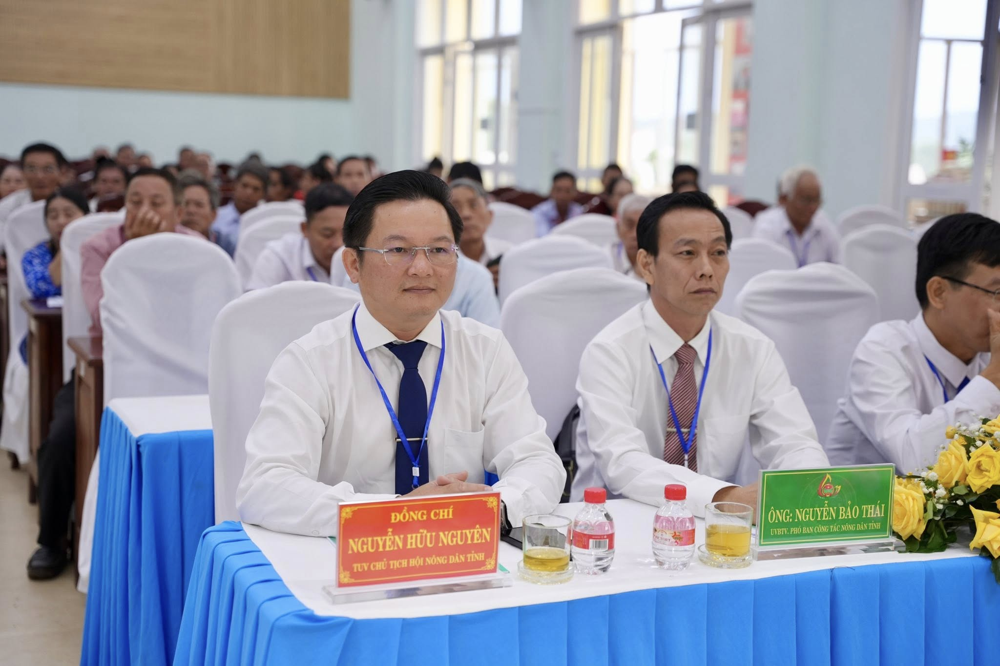 ĐỒNG CHÍ
NGUYỄN HỮU NGUYÊN
TUV CHỦ TỊCH HỘI NÔNG DÂN TỈNH
ÔNG: NGUYỄN BẢO THÁI
UVBTV. PHÓ BAN CÔNG TÁC NÔNG DÂN TỈNH
VICTORY